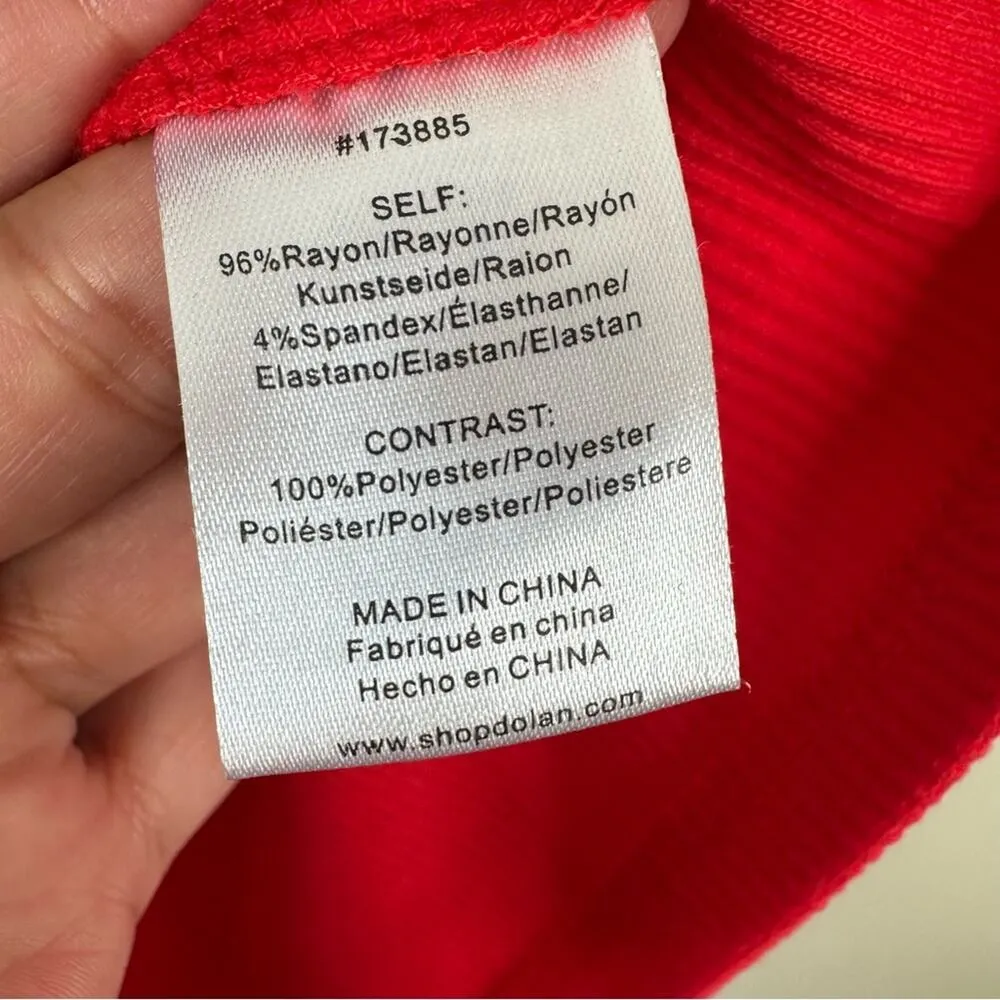 #173885
SELF:
96%Rayon/Rayonne/Rayón
Kunstseide/Raion
4%Spandex/Élasthanne/
Elastano/Elastan/Elastan
CONTRAST:
100%Polyester/Polyester
Poliéster/Polyester/Poliestere
MADE IN CHINA
Fabriqué en china
Hecho en CHINA
www.shopdolan.com